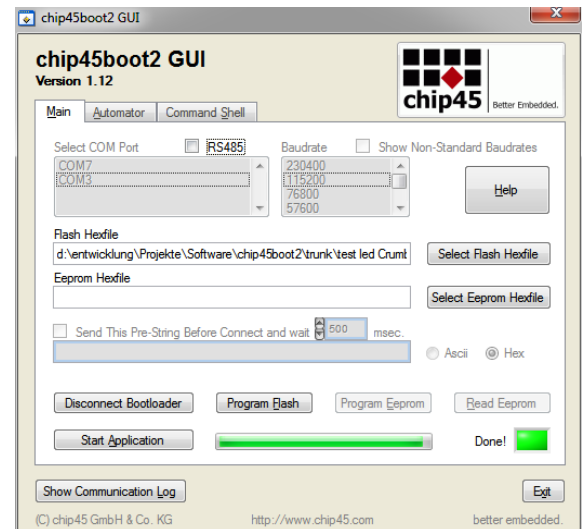 chip45boot2 GUI
chip45boot2 GUI
Version 1.12
chip45 Better Embedded.
Main Automator Command Shell
Select COM Port RS485 Baudrate Show Non-Standard Baudrates
COM7 230400
COM3 115200
76800
57600
Help
Flash Hexfile
d:\entwicklung\Projekte\Software\chip45boot2\trunk\test led Crumb Select Flash Hexfile
Eeprom Hexfile
Select Eeprom Hexfile
Send This Pre-String Before Connect and wait 500 msec.
Ascii Hex
Disconnect Bootloader Program Flash Program Eeprom Read Eeprom
Start Application Done!
Show Communication Log Exit
(C) chip45 GmbH & Co. KG http://www.chip45.com better embedded.